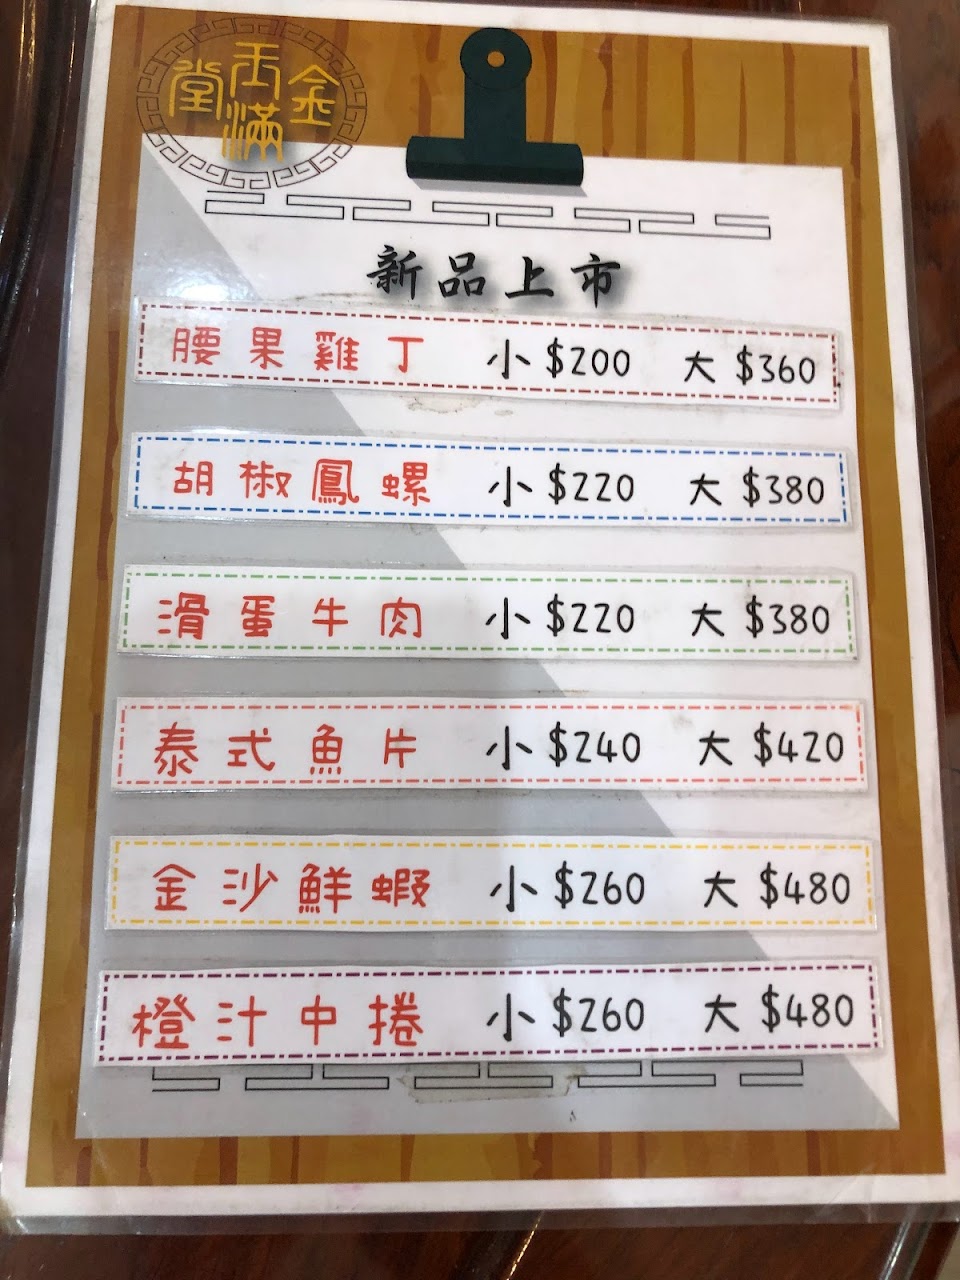 金玉滿堂
新品上市
腰果雞丁 小 $200 大 $360
胡椒鳳螺 小 $220 大 $380
滑蛋牛肉 小 $220 大 $380
泰式魚片 小 $240 大 $420
金沙鮮蝦 小 $260 大 $480
橙汁中捲 小 $260 大 $480